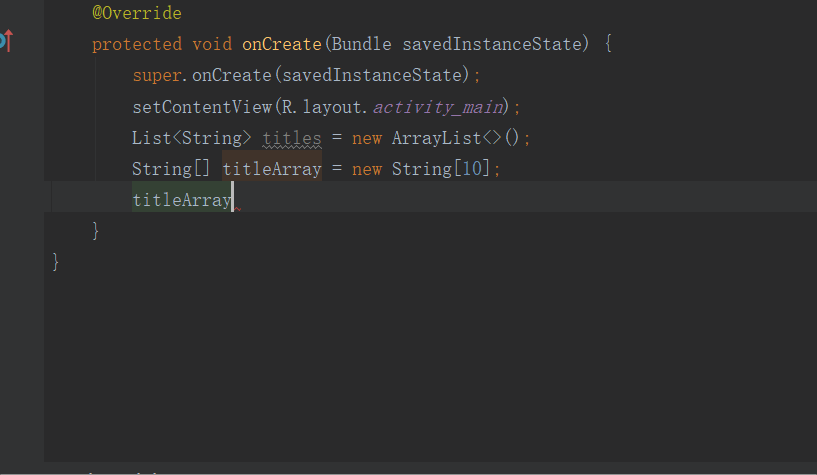 @Override
protected void onCreate(Bundle savedInstanceState) {
super.onCreate(savedInstanceState);
setContentView(R.layout.activity_main);
List<String> titles = new ArrayList<>();
String[] titleArray = new String[10];
titleArray
}
}